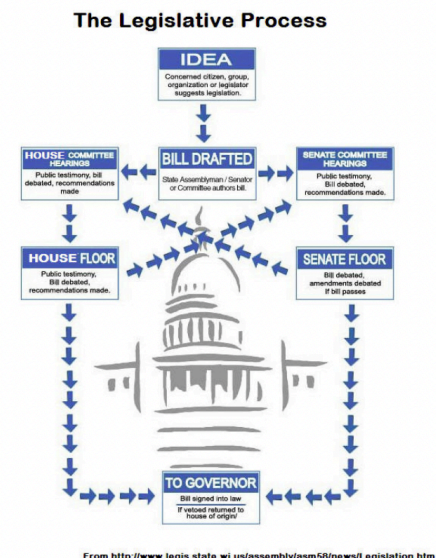 The Legislative Process
IDEA
Concerned citizen, group,
organization or legislator
suggests legislation.
HOUSE COMMITTEE
HEARINGS
Public testimony, bill
debated, recommendations
made
BILL DRAFTED
State Assemblyman / Senator
or Committee authors bill.
SENATE COMMITTEE
HEARINGS
Public testimony,
Bill debated,
recommendations made.
HOUSE FLOOR
Public testimony,
Bill debated,
recommendations made.
SENATE FLOOR
Bill debated,
amendments debated
If bill passes
TO GOVERNOR
Bill signed into law
If vetoed returned to
house of origin/
From http://www.legis.state.wi.us/assembly/asm58/news/Legislation.htm